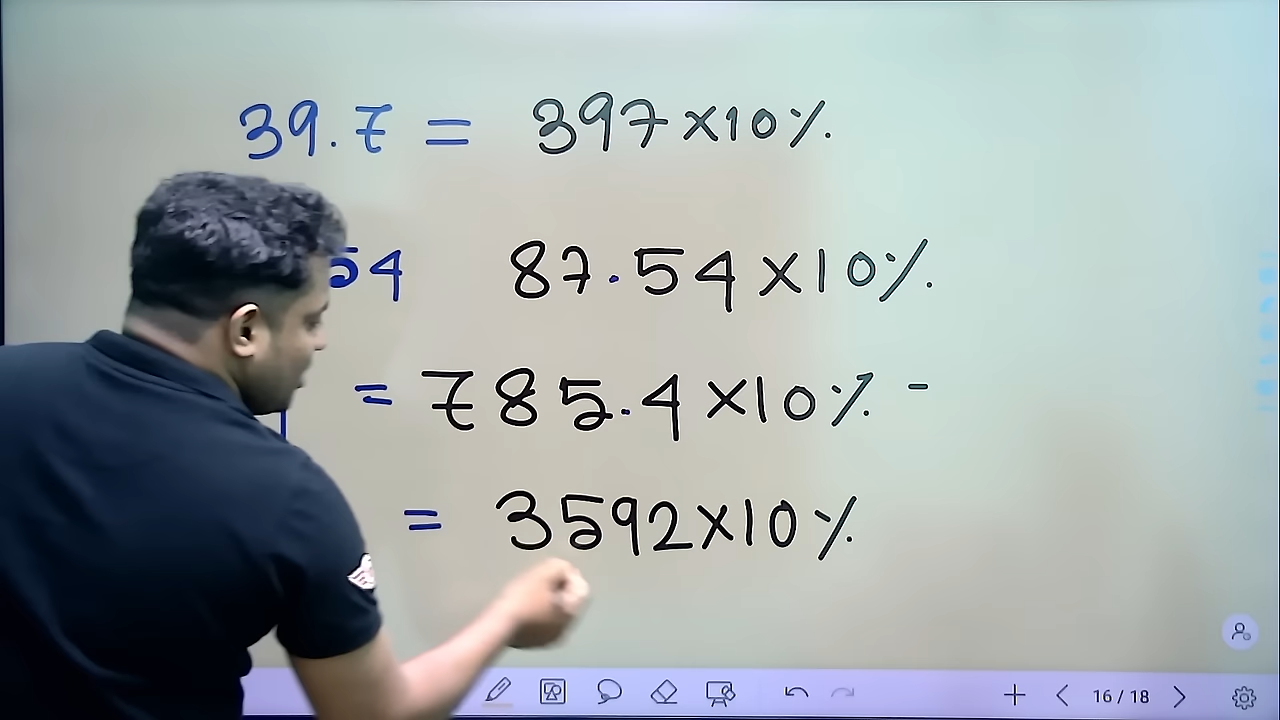 39.7 = 397×10%
54 87.54×10%
= 785.4×10% -
= 3592×10%
16/18